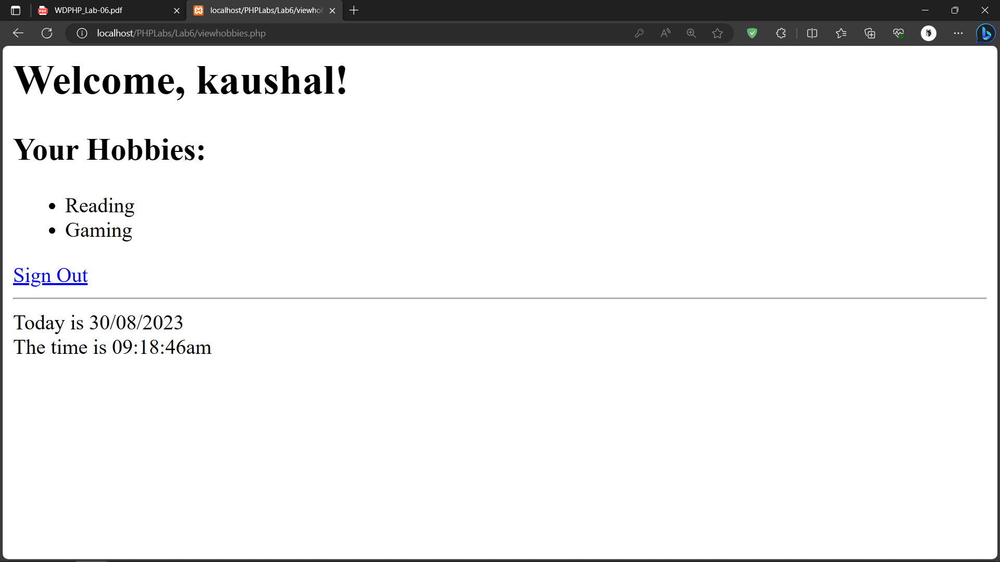 WDPHP_Lab-06.pdf
localhost/PHPLabs/Lab6/viewhob
localhost/PHPLabs/Lab6/viewhobbies.php
Welcome, kaushal!
Your Hobbies:
• Reading
• Gaming
Sign Out
Today is 30/08/2023
The time is 09:18:46am